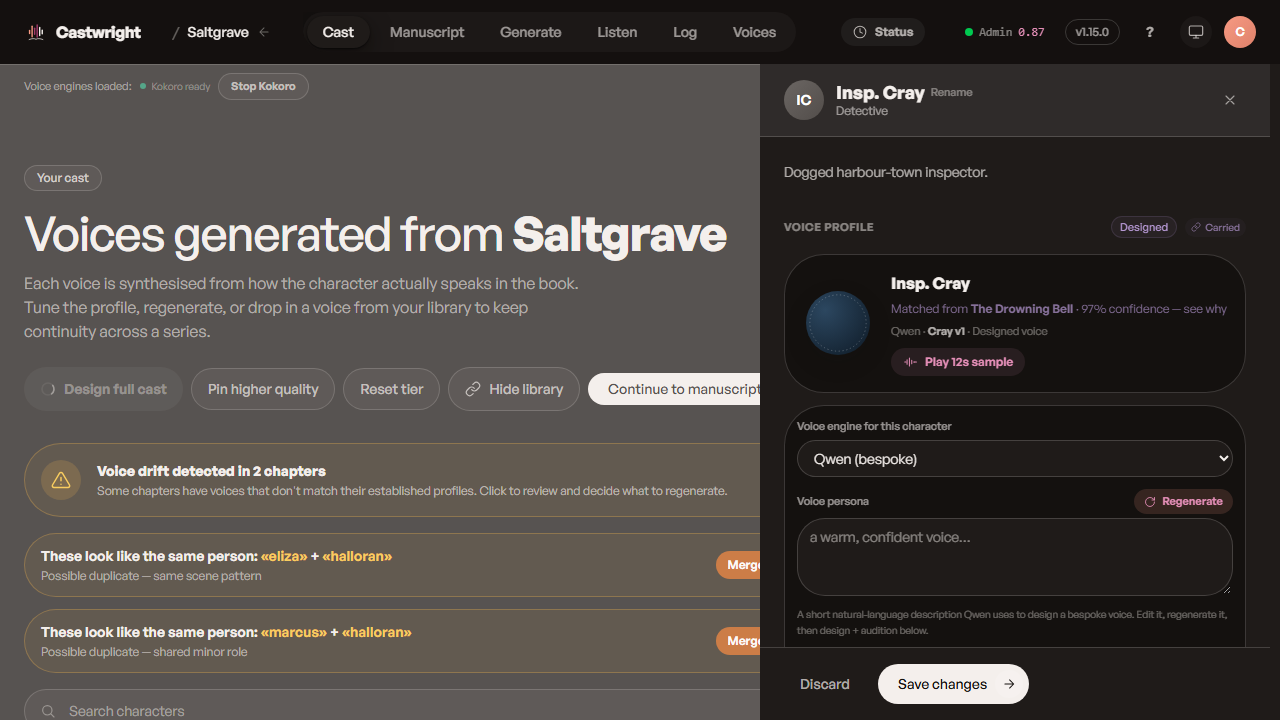 Castwright / Saltgrave ← Cast Manuscript Generate Listen Log Voices Status Admin 0.87 v1.15.0 ? C
Voice engines loaded: Kokoro ready Stop Kokoro
Your cast
Voices generated from Saltgrave
Each voice is synthesised from how the character actually speaks in the book.
Tune the profile, regenerate, or drop in a voice from your library to keep
continuity across a series.
Design full cast Pin higher quality Reset tier Hide library Continue to manuscript
Voice drift detected in 2 chapters
Some chapters have voices that don't match their established profiles. Click to review and decide what to regenerate.
These look like the same person: «eliza» + «halloran»
Possible duplicate — same scene pattern
Merge
These look like the same person: «marcus» + «halloran»
Possible duplicate — shared minor role
Merge
Search characters
IC Insp. Cray Rename
Detective
Dogged harbour-town inspector.
VOICE PROFILE Designed Carried
Insp. Cray
Matched from The Drowning Bell · 97% confidence — see why
Qwen · Cray v1 · Designed voice
Play 12s sample
Voice engine for this character
Qwen (bespoke)
Voice persona Regenerate
a warm, confident voice...
A short natural-language description Qwen uses to design a bespoke voice. Edit it, regenerate it,
then design + audition below.
Discard Save changes →